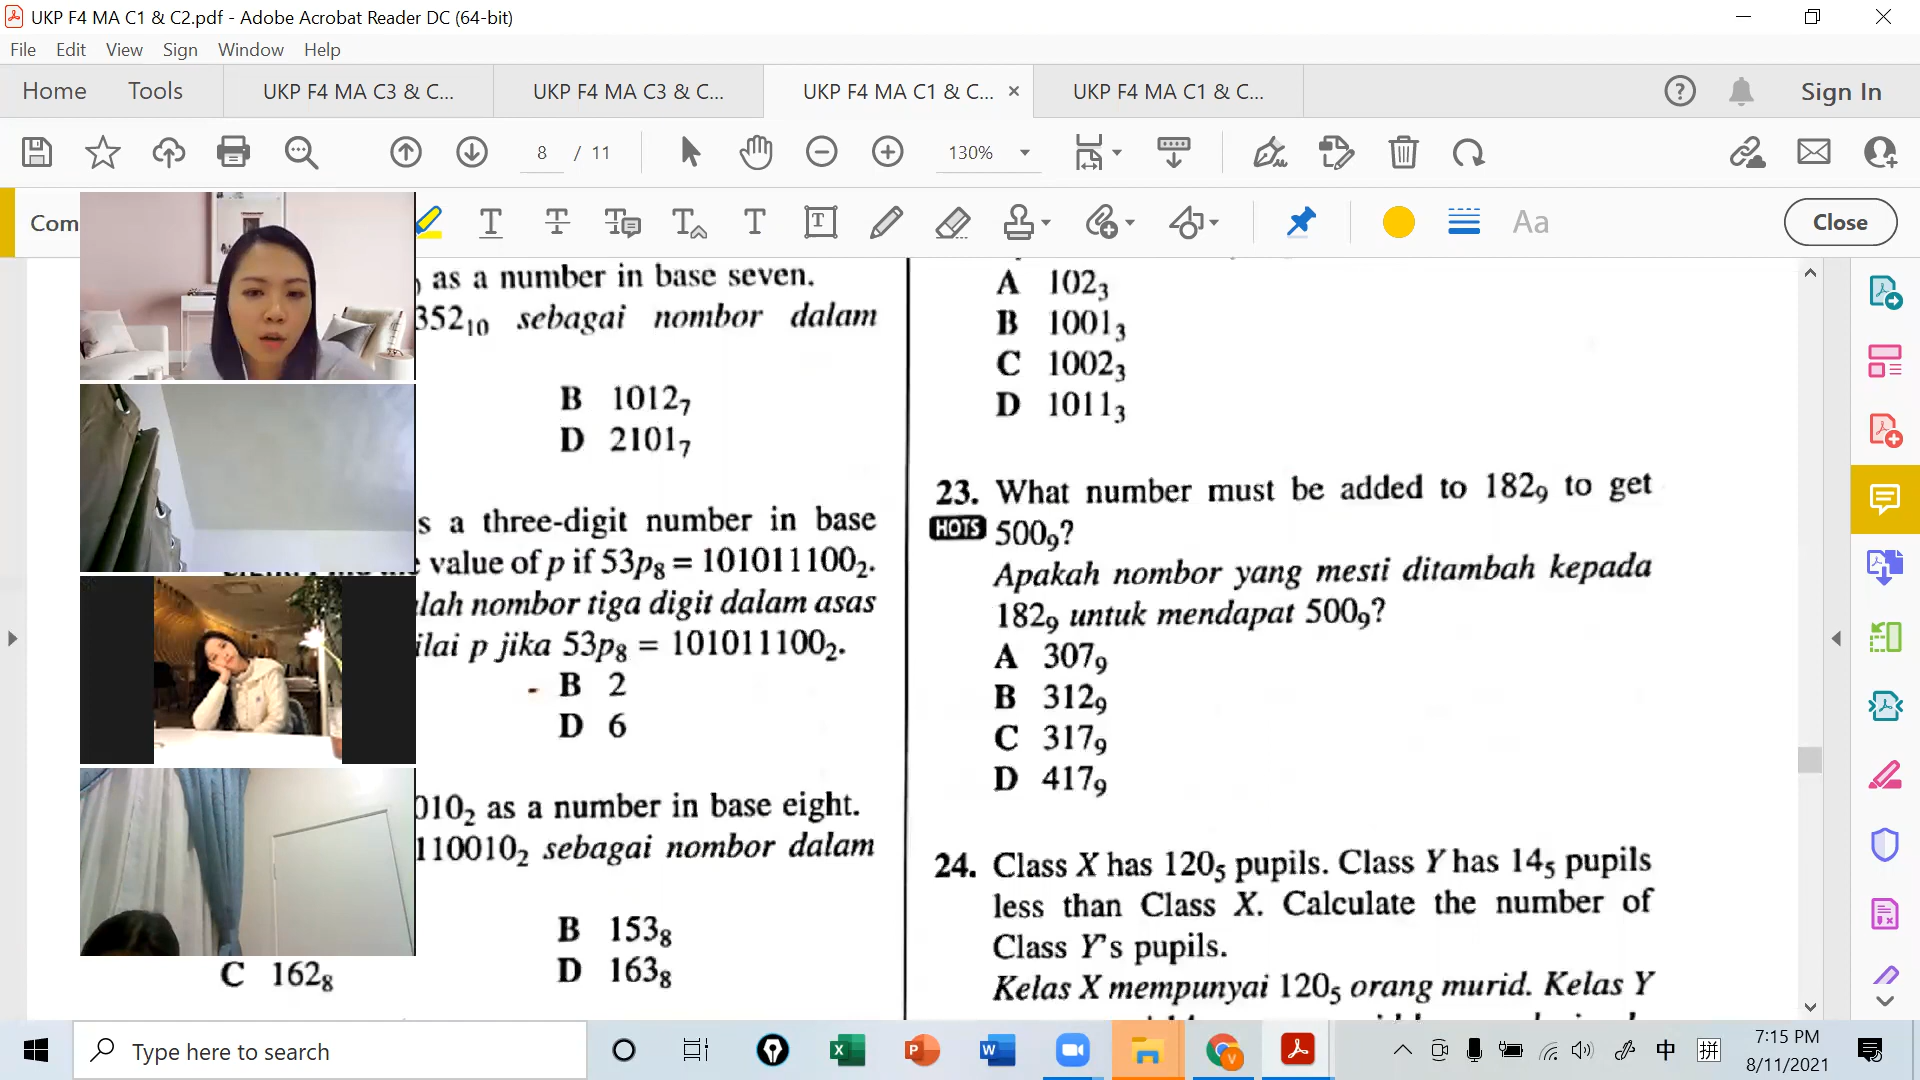 UKP F4 MA C1 & C2.pdf - Adobe Acrobat Reader DC (64-bit)
File Edit View Sign Window Help
Home Tools UKP F4 MA C3 & C... UKP F4 MA C3 & C... UKP F4 MA C1 & C... × UKP F4 MA C1 & C... Sign In
8 / 11 130%
Com Aa Close
as a number in base seven.
352₁₀ sebagai nombor dalam
B 1012₇
D 2101₇
s a three-digit number in base
value of p if 53p₈ = 101011100₂.
lah nombor tiga digit dalam asas
ilai p jika 53p₈ = 101011100₂.
B 2
D 6
010₂ as a number in base eight.
110010₂ sebagai nombor dalam
B 153₈
C 162₈ D 163₈
A 102₃
B 1001₃
C 1002₃
D 1011₃
23. What number must be added to 182₉ to get
HOTS 500₉?
Apakah nombor yang mesti ditambah kepada
182₉ untuk mendapat 500₉?
A 307₉
B 312₉
C 317₉
D 417₉
24. Class X has 120₅ pupils. Class Y has 14₅ pupils
less than Class X. Calculate the number of
Class Y's pupils.
Kelas X mempunyai 120₅ orang murid. Kelas Y
Type here to search
中 拼 7:15 PM
8/11/2021